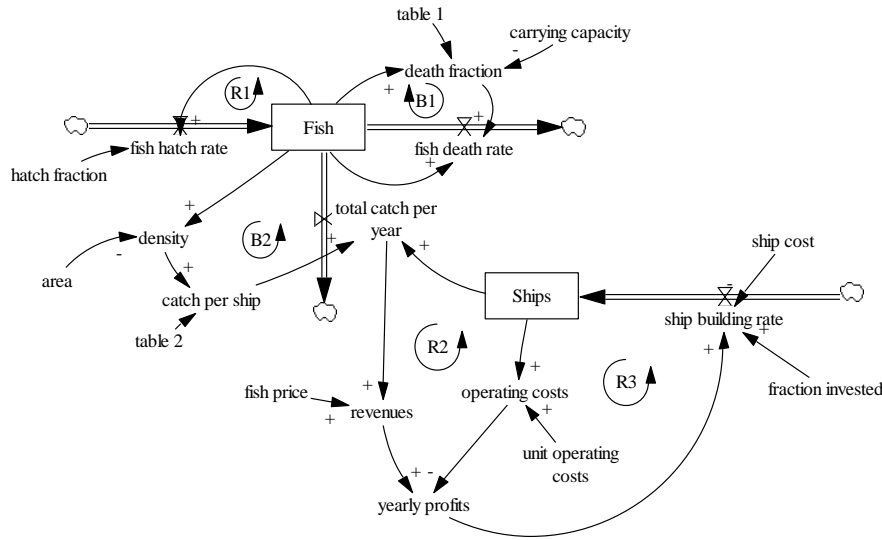 table 1
carrying capacity
-
death fraction
R1
+
B1
+
+
Fish
fish hatch rate
fish death rate
hatch fraction
+
+
total catch per
year
density
B2
+
+
ship cost
-
area
+
catch per ship
Ships
-
ship building rate
table 2
R2
+
+
+
+
R3
fish price
operating costs
fraction invested
+
revenues
+
unit operating
costs
+ -
yearly profits